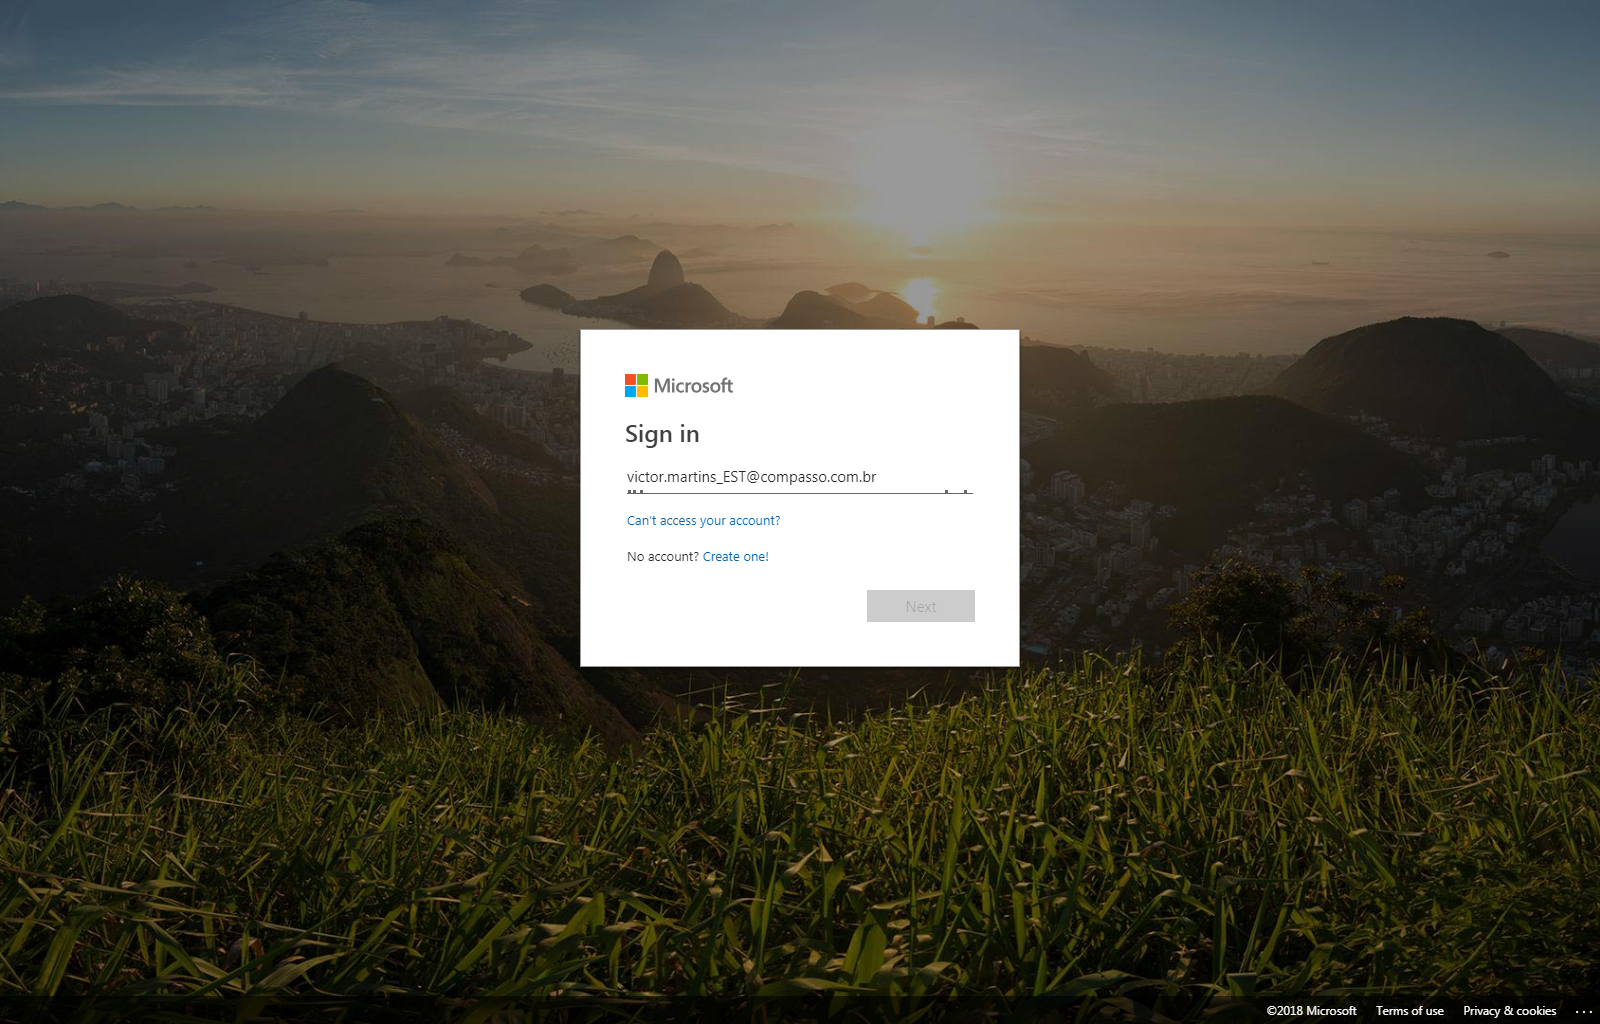 Microsoft
Sign in
victor.martins_EST@compasso.com.br
Can't access your account?
No account? Create one!
Next
©2018 Microsoft Terms of use Privacy & cookies ...